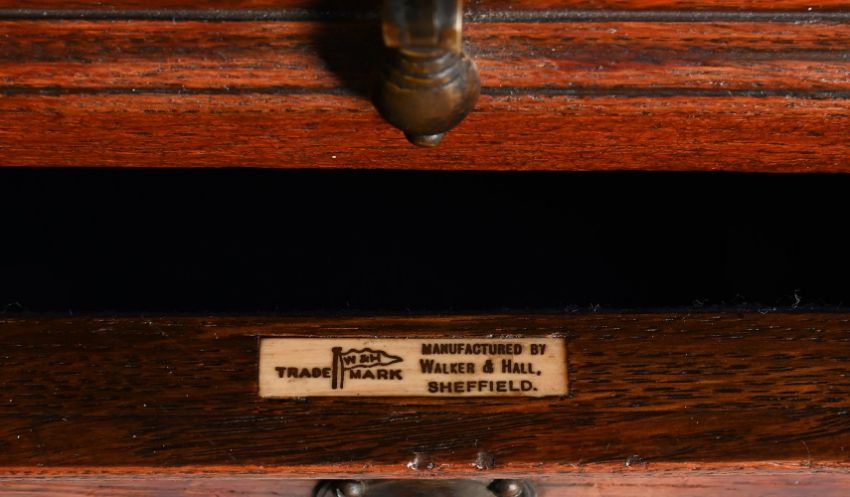 W & H
TRADE MARK
MANUFACTURED BY
WALKER & HALL,
SHEFFIELD.